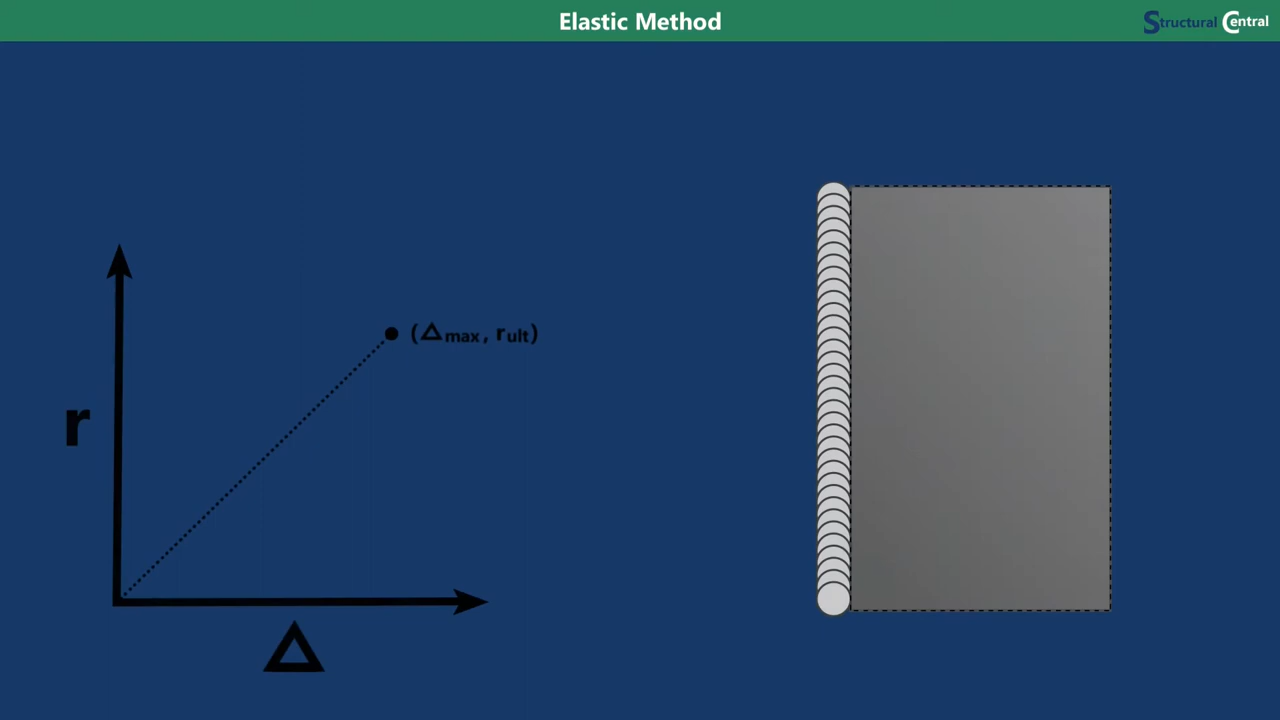 Elastic Method
Structural Central
(Δmax, rult)
r
Δ